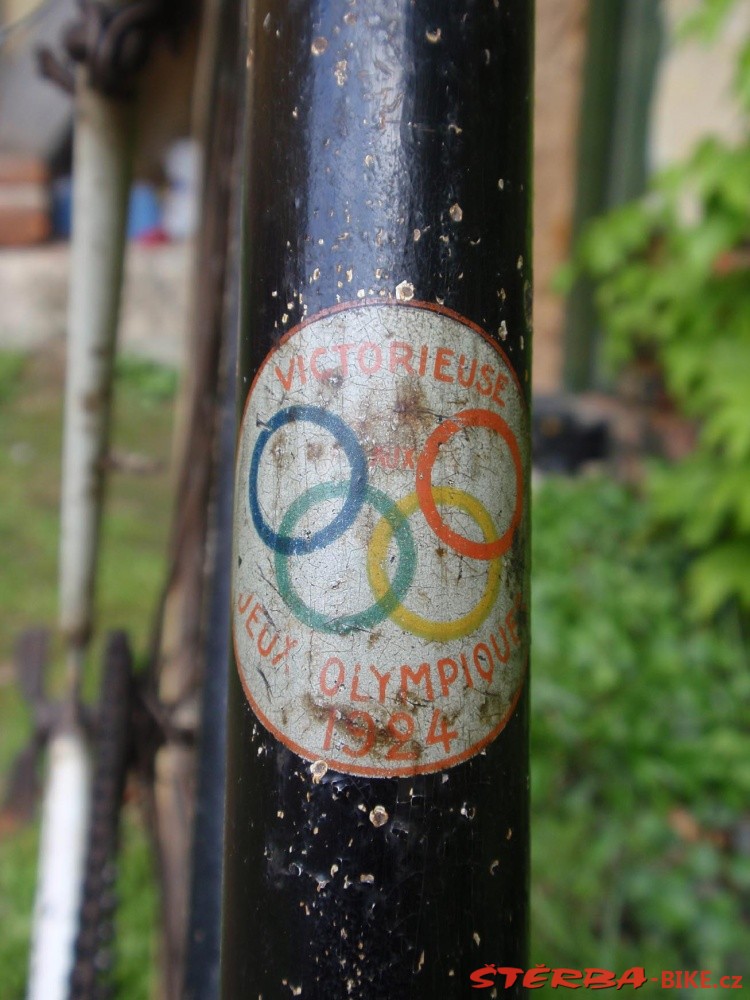 VICTORIEUSE
AUX
JEUX OLYMPIQUES
1924
ŠTĚRBA-BIKE.cz